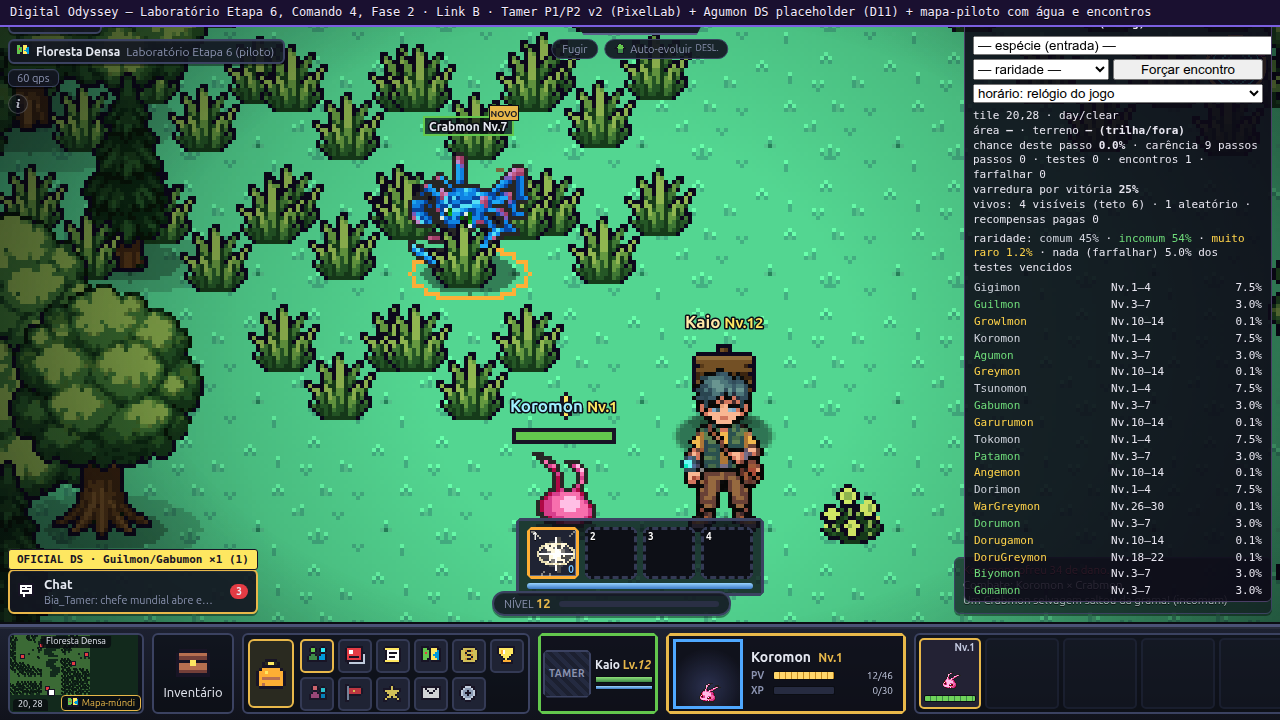 Digital Odyssey — Laboratório Etapa 6, Comando 4, Fase 2 · Link B · Tamer P1/P2 v2 (PixelLab) + Agumon DS placeholder (D11) + mapa-piloto com água e encontros
Floresta Densa Laboratório Etapa 6 (piloto)
60 qps
i
Fugir
Auto-evoluir DESL.
NOVO
Crabmon Nv.7
Kaio Nv.12
Koromon Nv.1
— espécie (entrada) —
— raridade —
Forçar encontro
horário: relógio do jogo
tile 20,28 · day/clear
área — · terreno — (trilha/fora)
chance deste passo 0.0% · carência 9 passos
passos 0 · testes 0 · encontros 1 ·
farfalhar 0
varredura por vitória 25%
vivos: 4 visíveis (teto 6) · 1 aleatório ·
recompensas pagas 0
raridade: comum 45% · incomum 54% · muito
raro 1.2% · nada (farfalhar) 5.0% dos
testes vencidos
Gigimon Nv.1–4 7.5%
Guilmon Nv.3–7 3.0%
Growlmon Nv.10–14 0.1%
Koromon Nv.1–4 7.5%
Agumon Nv.3–7 3.0%
Greymon Nv.10–14 0.1%
Tsunomon Nv.1–4 7.5%
Gabumon Nv.3–7 3.0%
Garurumon Nv.10–14 0.1%
Tokomon Nv.1–4 7.5%
Patamon Nv.3–7 3.0%
Angemon Nv.10–14 0.1%
Dorimon Nv.1–4 7.5%
WarGreymon Nv.26–30 0.1%
Dorumon Nv.3–7 3.0%
Dorugamon Nv.10–14 0.1%
DoruGreymon Nv.18–22 0.1%
Biyomon Nv.3–7 3.0%
Gomamon Nv.3–7 3.0%
OFICIAL DS · Guilmon/Gabumon ×1 (1)
Chat
Bia_Tamer: chefe mundial abre e…
3
1 2 3 4
0
NÍVEL 12
Floresta Densa
20, 28
Mapa-múndi
Inventário
TAMER
Kaio Lv.12
Koromon Nv.1
PV 12/46
XP 0/30
Nv.1